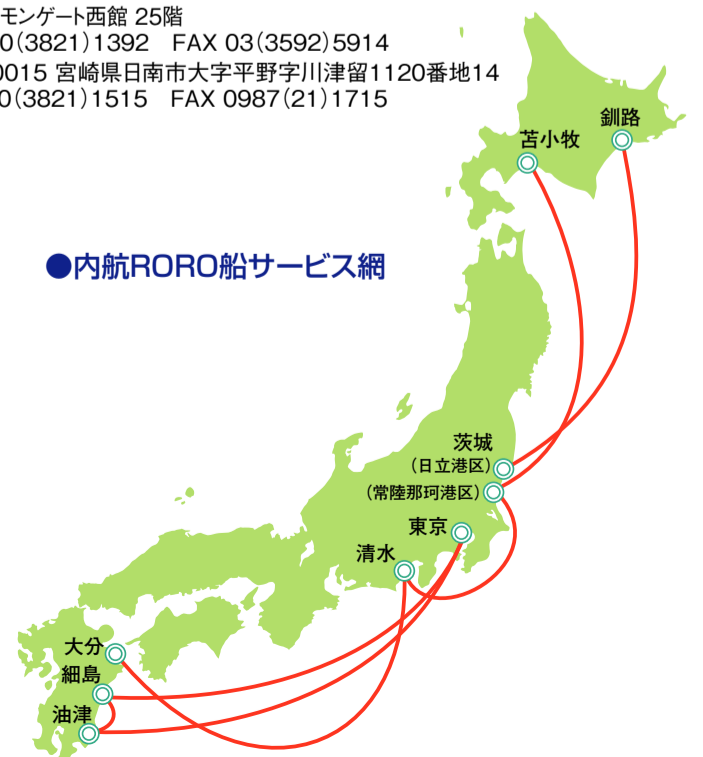 モンゲート西館 25階
0(3821)1392 FAX 03(3592)5914
0015 宮崎県日南市大字平野字川津留1120番地14
0(3821)1515 FAX 0987(21)1715
釧路
苫小牧
●内航RORO船サービス網
茨城
(日立港区)
(常陸那珂港区)
東京
清水
大分
細島
油津